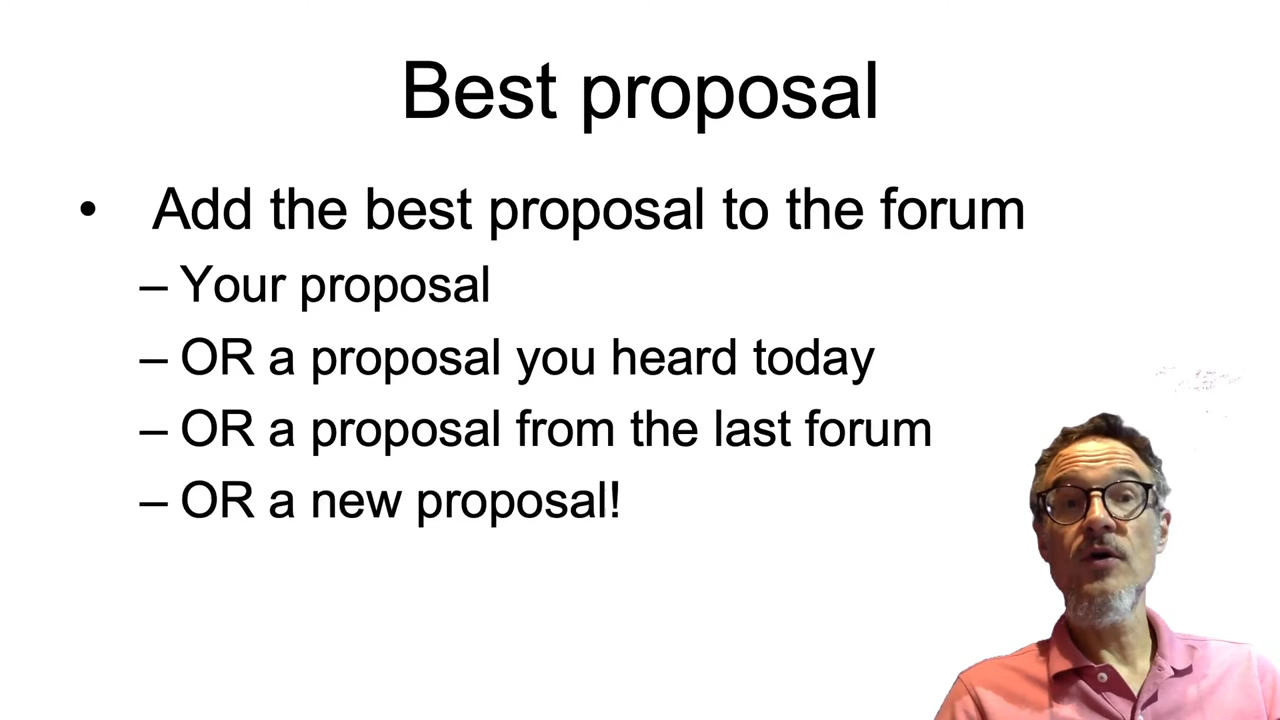 Best proposal
• Add the best proposal to the forum
– Your proposal
– OR a proposal you heard today
– OR a proposal from the last forum
– OR a new proposal!